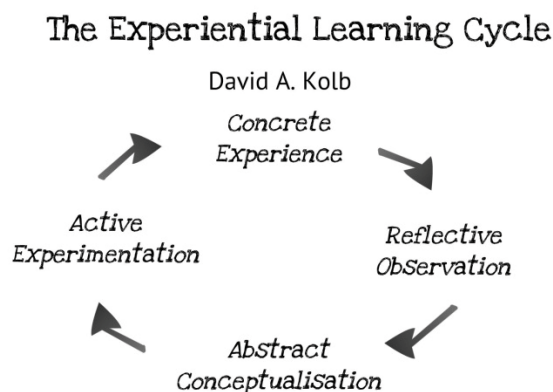 The Experiential Learning Cycle
David A. Kolb
Concrete
Experience
Reflective
Observation
Abstract
Conceptualisation
Active
Experimentation